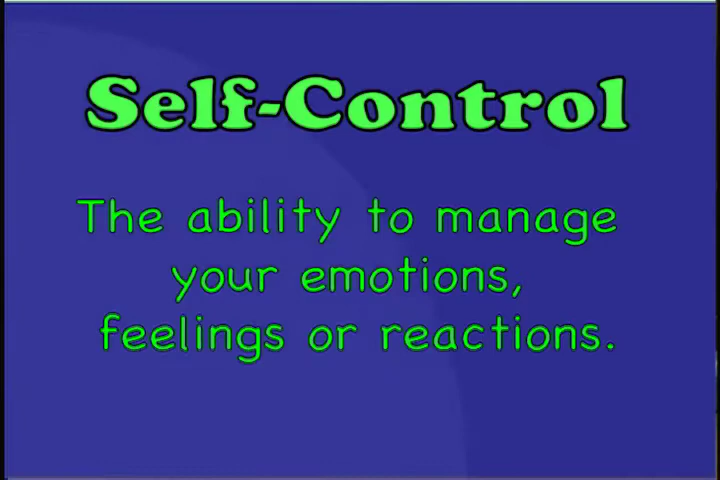 Self-Control
The ability to manage
your emotions,
feelings or reactions.